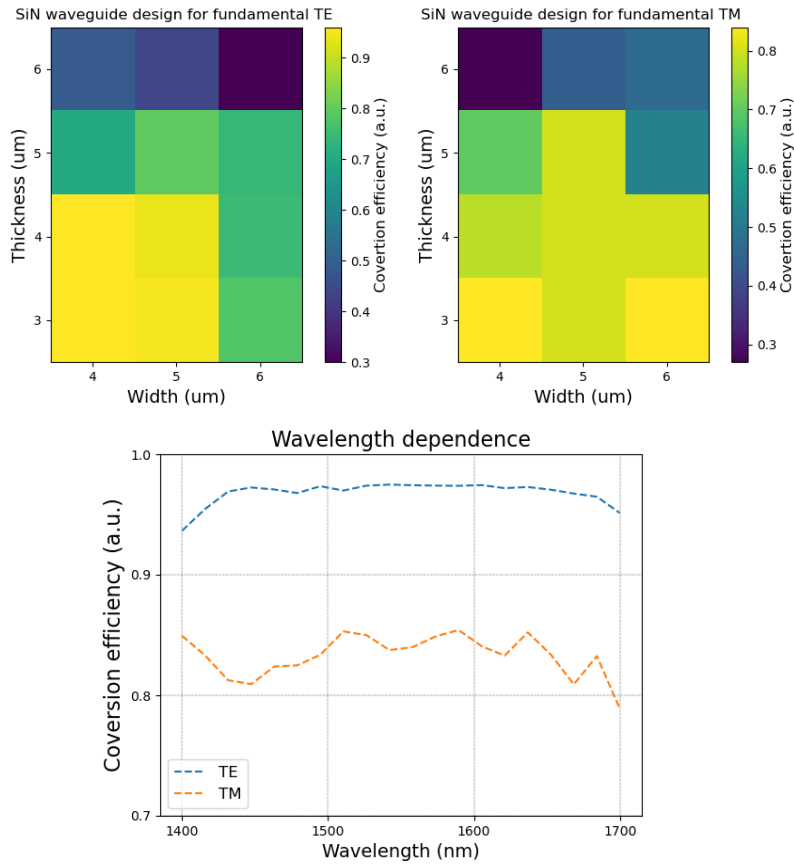 SiN waveguide design for fundamental TE
Thickness (um)
6
5
4
3
4
5
6
Width (um)
0.9
0.8
0.7
0.6
0.5
0.4
0.3
Covertion efficiency (a.u.)
SiN waveguide design for fundamental TM
Thickness (um)
6
5
4
3
4
5
6
Width (um)
0.8
0.7
0.6
0.5
0.4
0.3
Covertion efficiency (a.u.)
Wavelength dependence
Coversion efficiency (a.u.)
1.0
0.9
0.8
0.7
TE
TM
1400
1500
1600
1700
Wavelength (nm)